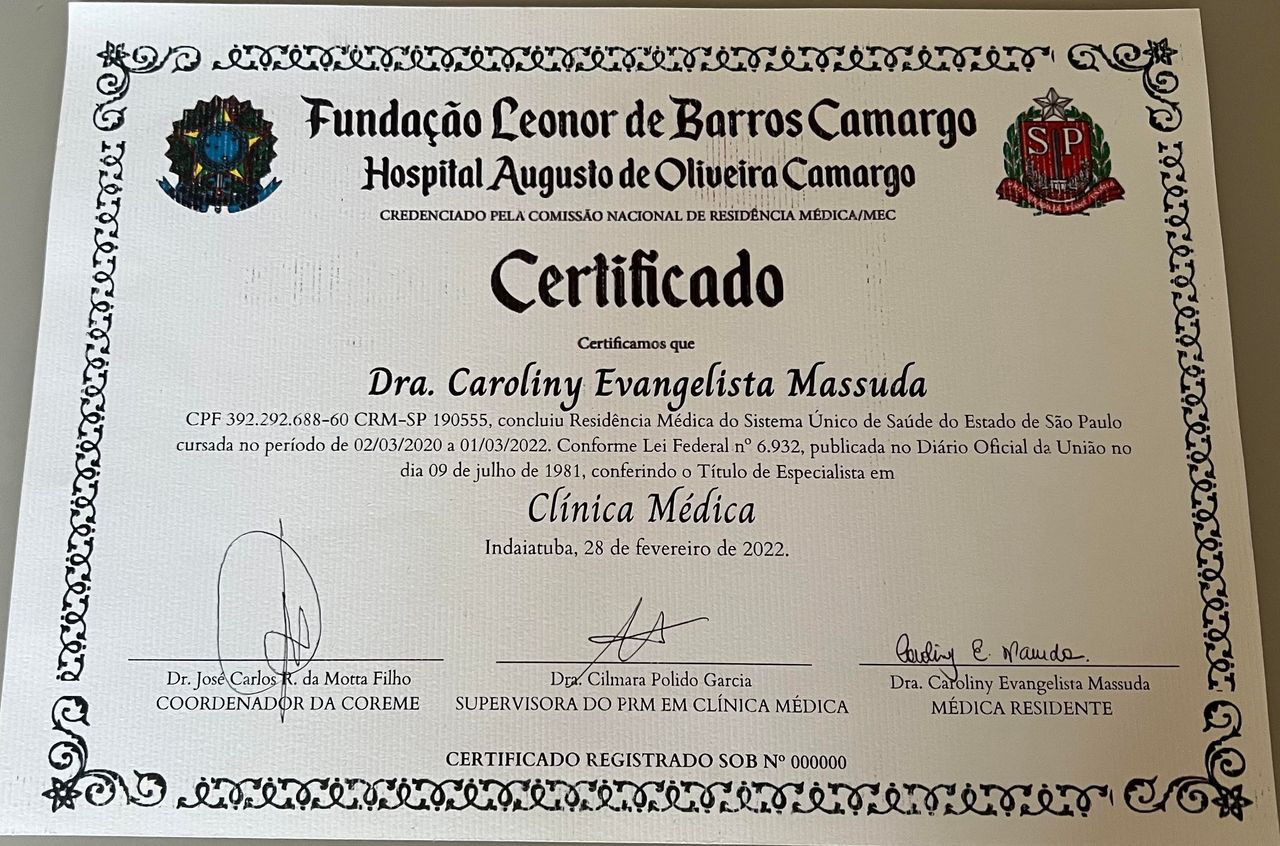 Fundação Leonor de Barros Camargo
Hospital Augusto de Oliveira Camargo
CREDENCIADO PELA COMISSÃO NACIONAL DE RESIDÊNCIA MÉDICA/MEC
SP
Certificado
Certificamos que
Dra. Caroliny Evangelista Massuda
CPF 392.292.688-60 CRM-SP 190555, concluiu Residência Médica do Sistema Único de Saúde do Estado de São Paulo
cursada no período de 02/03/2020 a 01/03/2022. Conforme Lei Federal nº 6.932, publicada no Diário Oficial da União no
dia 09 de julho de 1981, conferindo o Título de Especialista em
Clínica Médica
Indaiatuba, 28 de fevereiro de 2022.
Caroliny E. Massuda.
Dr. José Carlos R. da Motta Filho
COORDENADOR DA COREME
Dra. Cilmara Polido Garcia
SUPERVISORA DO PRM EM CLÍNICA MÉDICA
Dra. Caroliny Evangelista Massuda
MÉDICA RESIDENTE
CERTIFICADO REGISTRADO SOB Nº 000000